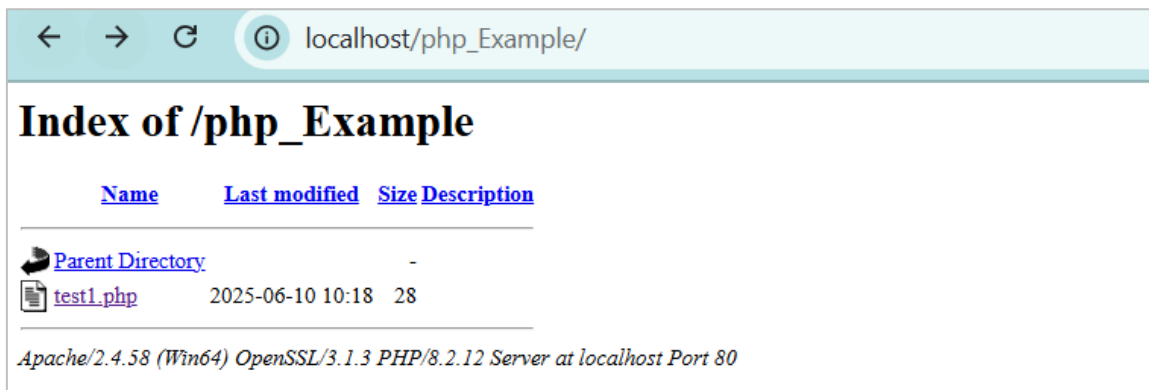 localhost/php_Example/
Index of /php_Example
Name Last modified Size Description
Parent Directory -
test1.php 2025-06-10 10:18 28
Apache/2.4.58 (Win64) OpenSSL/3.1.3 PHP/8.2.12 Server at localhost Port 80